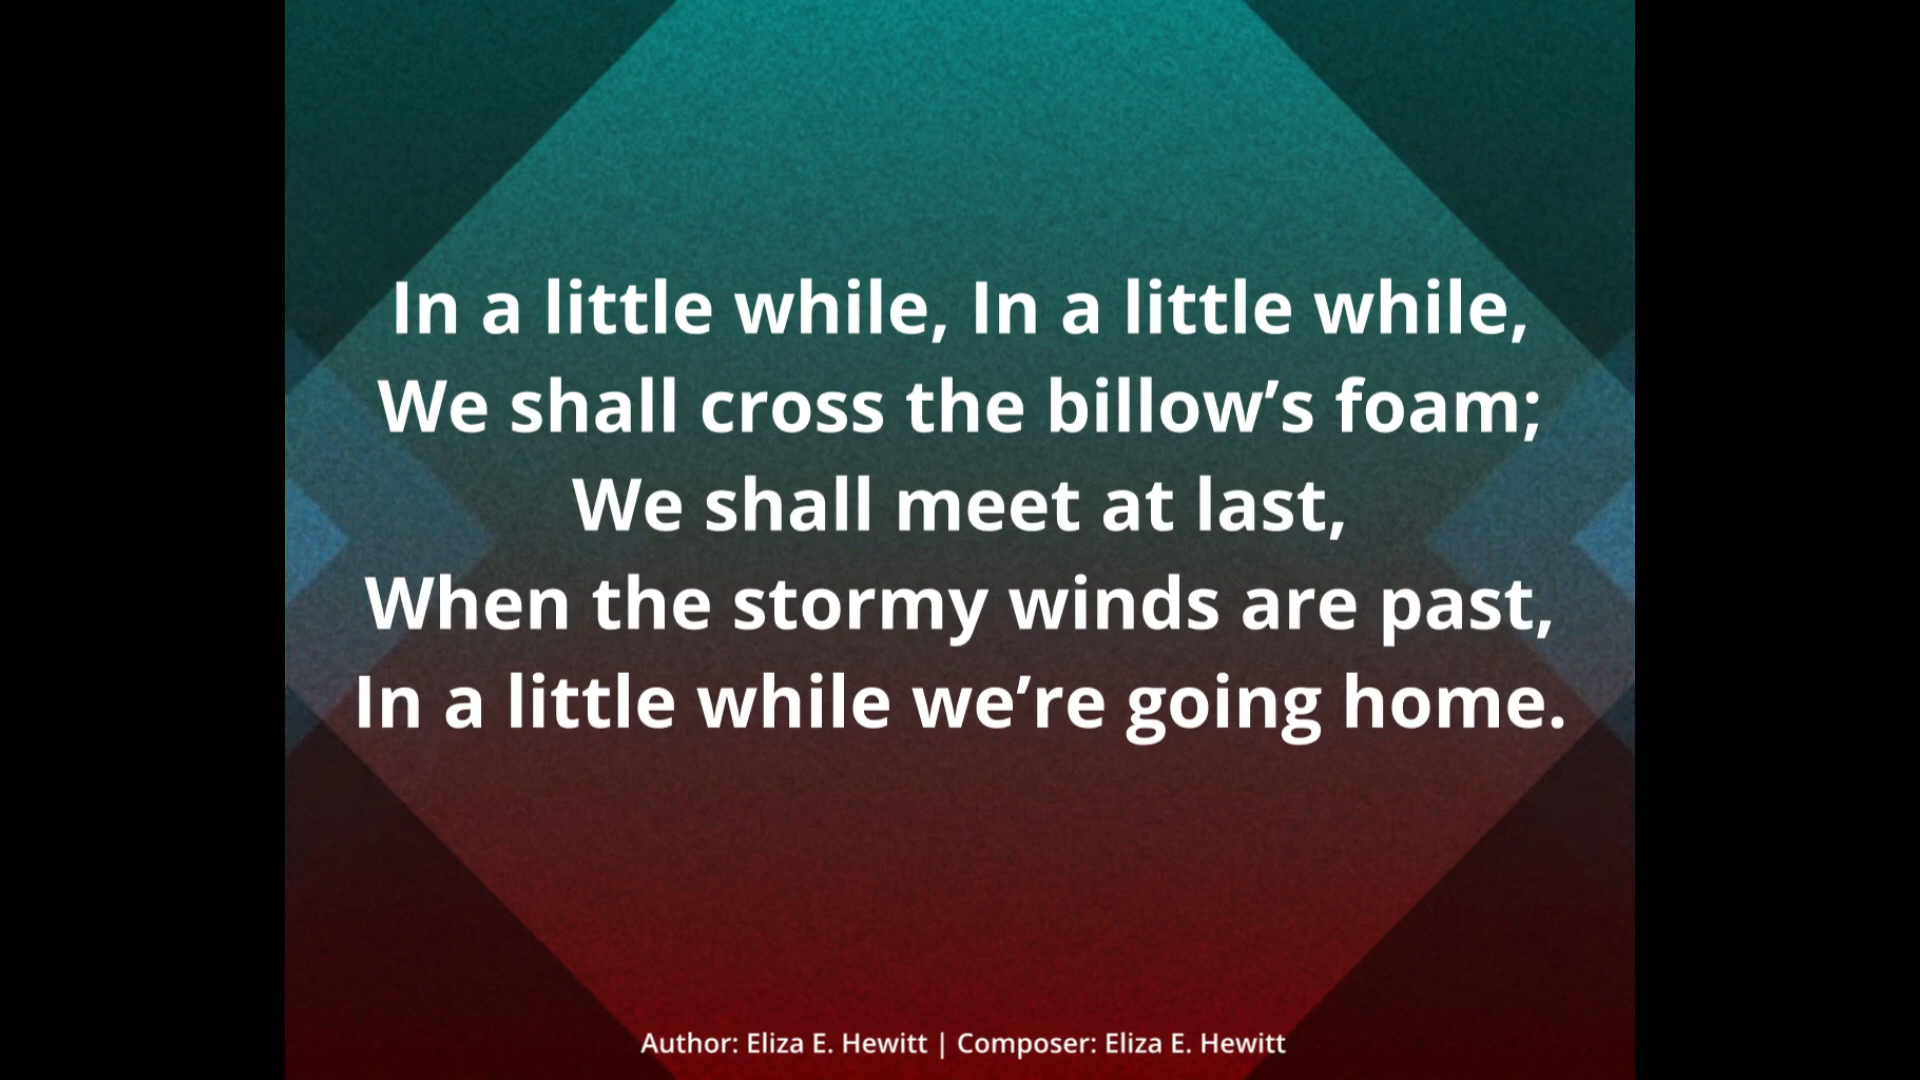 In a little while, In a little while,
We shall cross the billow’s foam;
We shall meet at last,
When the stormy winds are past,
In a little while we’re going home.
Author: Eliza E. Hewitt | Composer: Eliza E. Hewitt